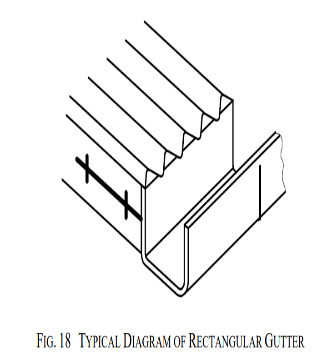 FIG. 18 TYPICAL DIAGRAM OF RECTANGULAR GUTTER